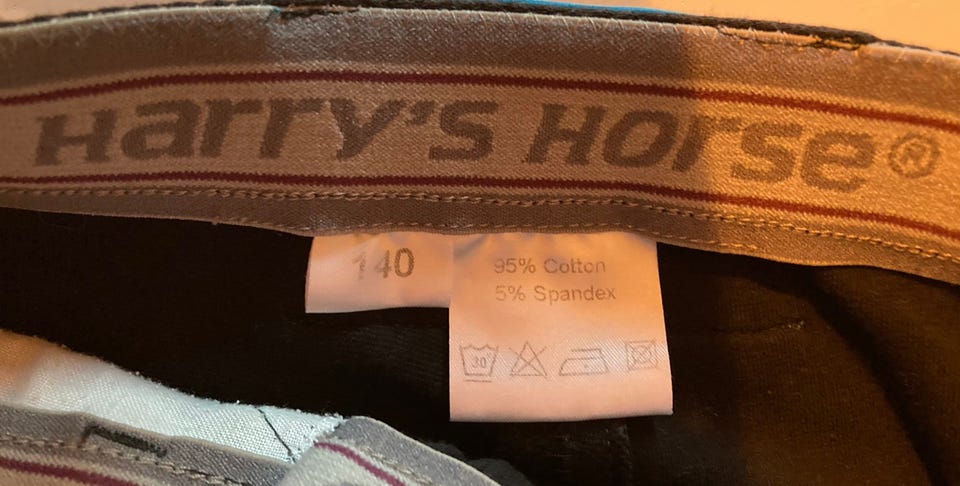 Harry's Horse®
140
95% Cotton
5% Spandex
30